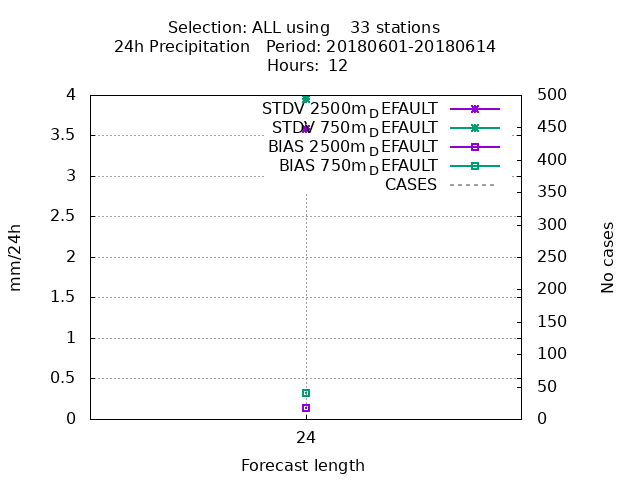 Selection: ALL using    33 stations
24h Precipitation   Period: 20180601-20180614
Hours:  12
STDV 2500m_DEFAULT
STDV 750m_DEFAULT
BIAS 2500m_DEFAULT
BIAS 750m_DEFAULT
CASES
4
3.5
3
2.5
2
1.5
1
0.5
0
mm/24h
500
450
400
350
300
250
200
150
100
50
0
No cases
24
Forecast length